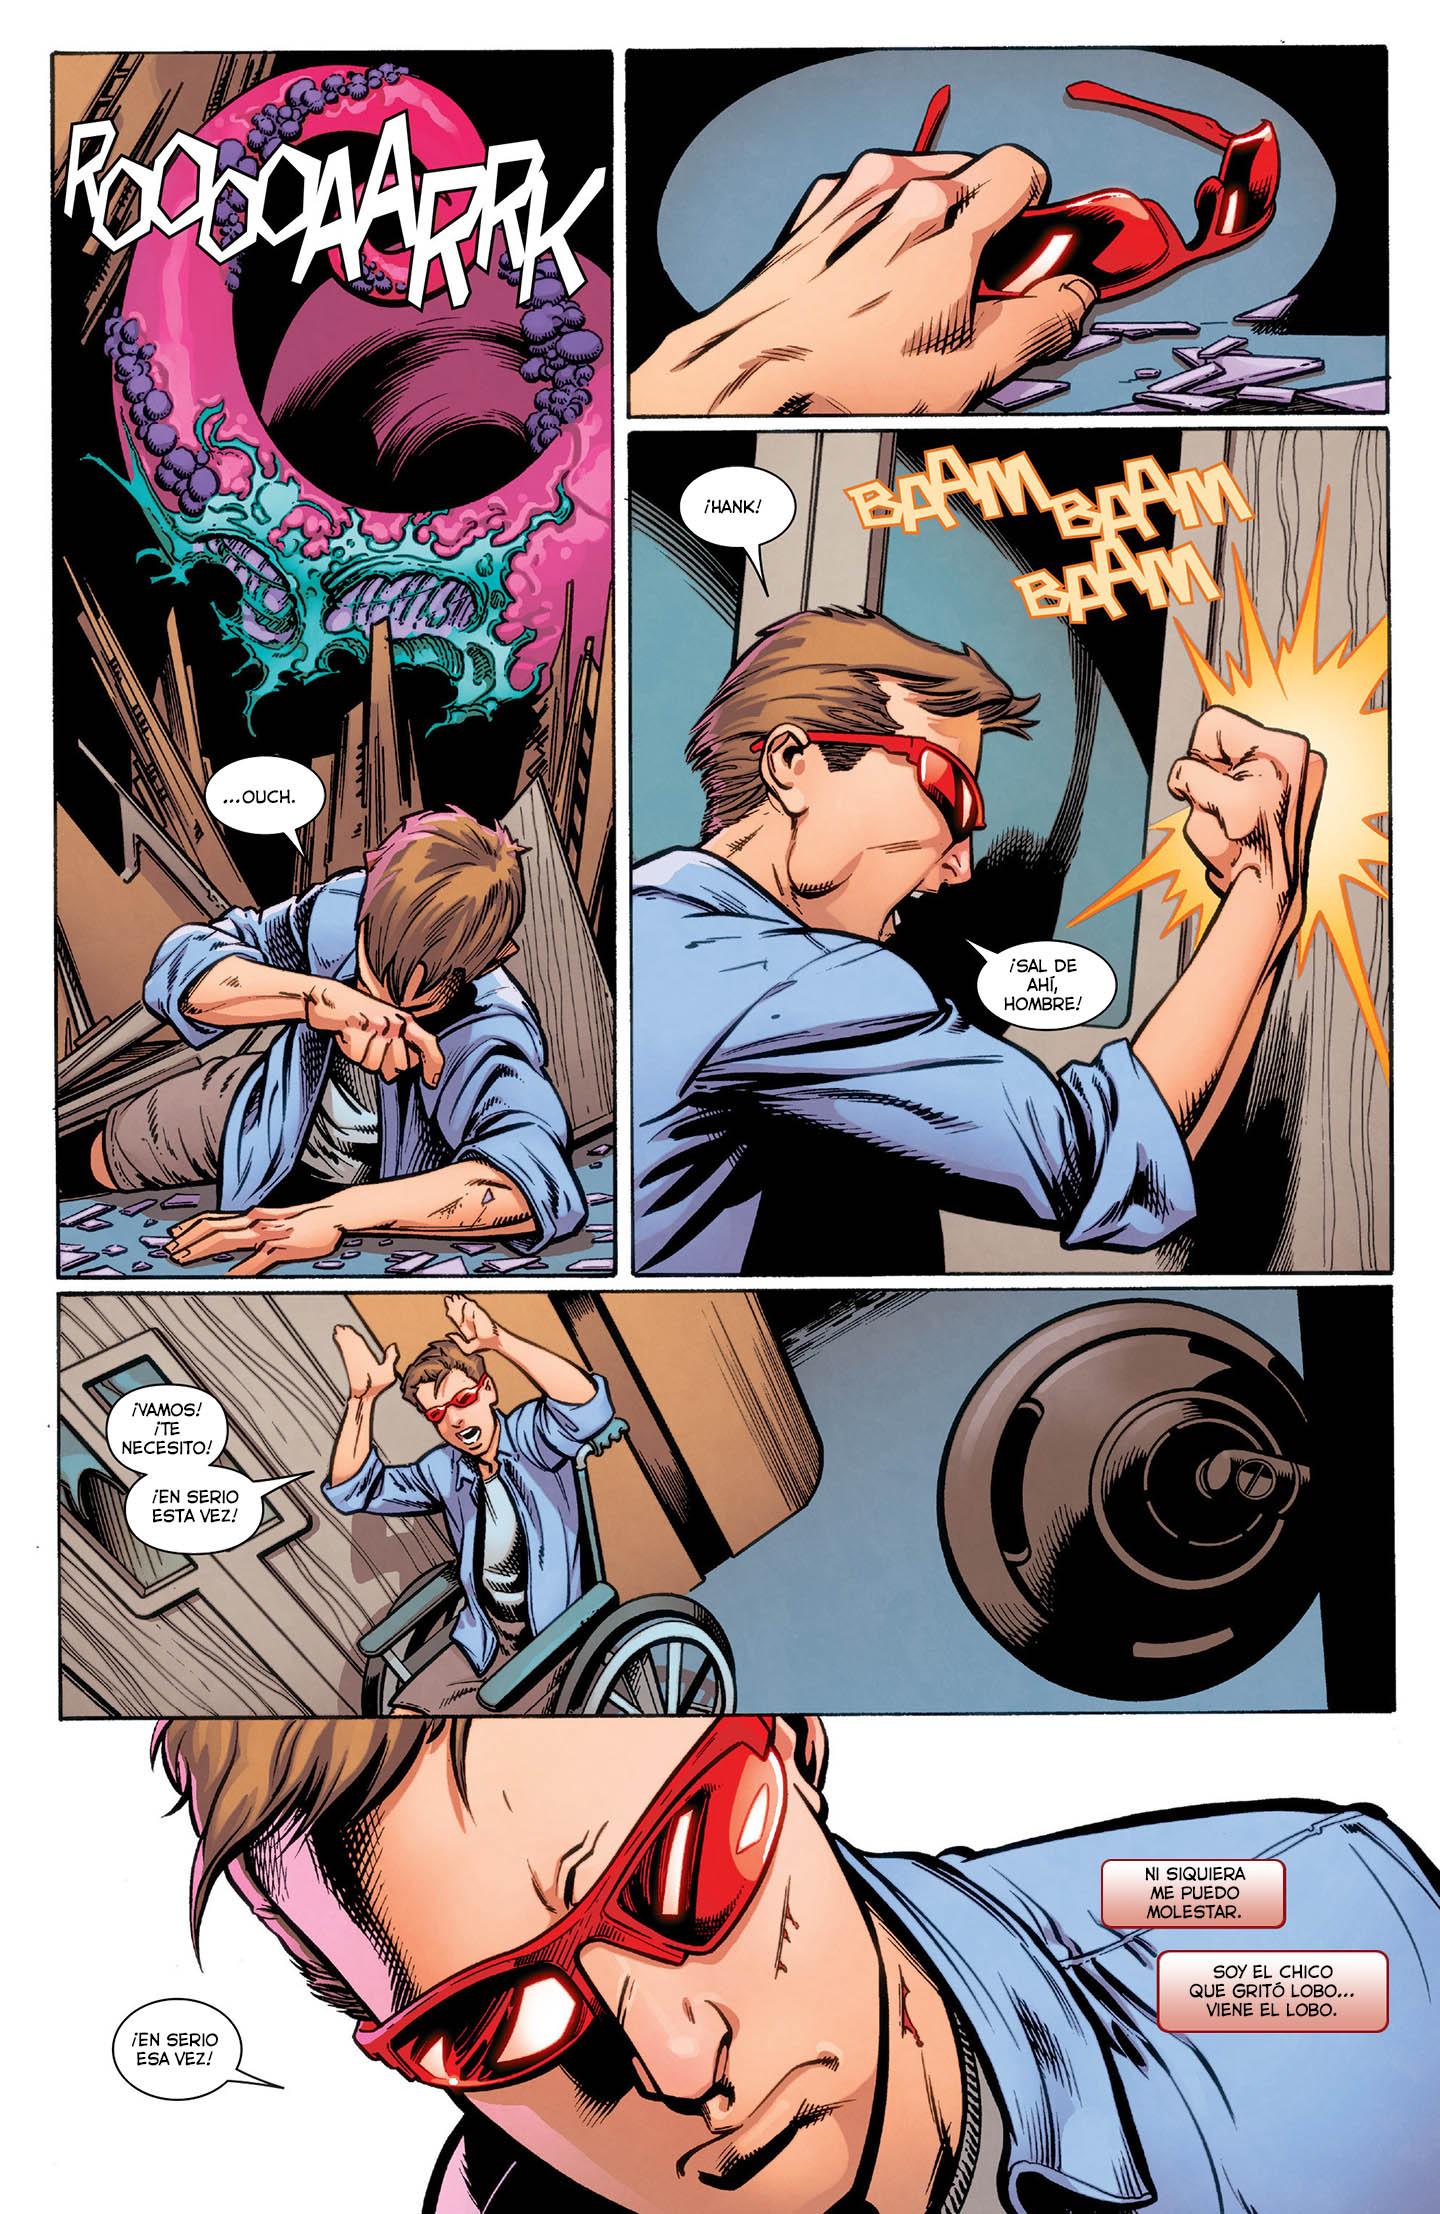 ROOOOAAARRRK
...OUCH.
¡HANK!
BAAM BAAM
BAAM
¡SAL DE
AHÍ,
HOMBRE!
¡VAMOS!
¡TE
NECESITO!
¡EN SERIO
ESTA VEZ!
NI SIQUIERA
ME PUEDO
MOLESTAR.
SOY EL CHICO
QUE GRITÓ LOBO...
VIENE EL LOBO.
¡EN SERIO
ESA VEZ!